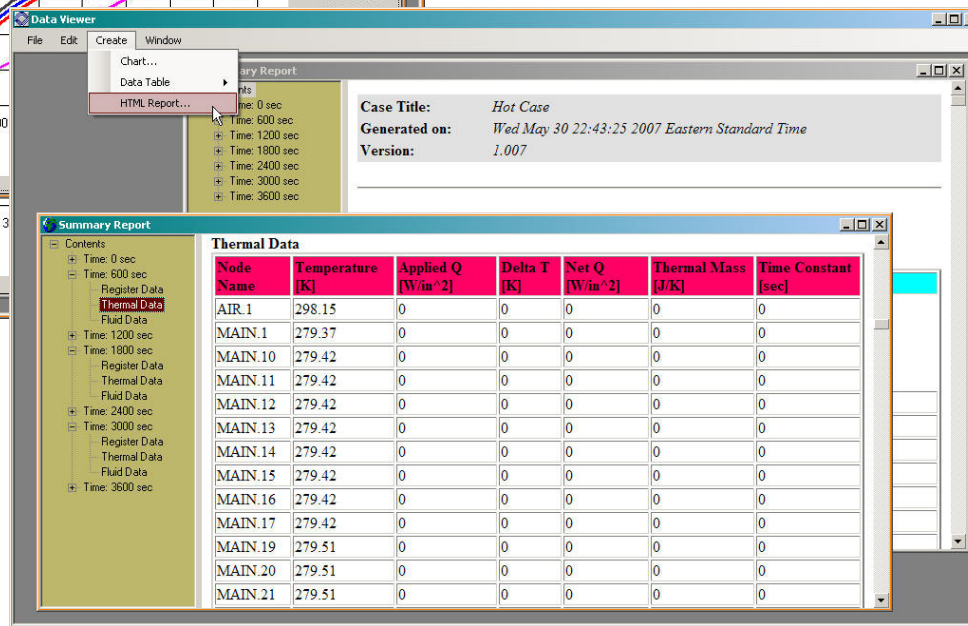 Data Viewer
File Edit Create Window
Chart...
Data Table
HTML Report...
ary Report
nts
me: 0 sec
Time: 600 sec
Time: 1200 sec
Time: 1800 sec
Time: 2400 sec
Time: 3000 sec
Time: 3600 sec
Case Title: Hot Case
Generated on: Wed May 30 22:43:25 2007 Eastern Standard Time
Version: 1.007
Summary Report
Contents
Time: 0 sec
Time: 600 sec
Register Data
Thermal Data
Fluid Data
Time: 1200 sec
Time: 1800 sec
Register Data
Thermal Data
Fluid Data
Time: 2400 sec
Time: 3000 sec
Register Data
Thermal Data
Fluid Data
Time: 3600 sec
Thermal Data
Node Name Temperature [K] Applied Q [W/in^2] Delta T [K] Net Q [W/in^2] Thermal Mass [J/K] Time Constant [sec]
AIR.1 298.15 0 0 0 0 0
MAIN.1 279.37 0 0 0 0 0
MAIN.10 279.42 0 0 0 0 0
MAIN.11 279.42 0 0 0 0 0
MAIN.12 279.42 0 0 0 0 0
MAIN.13 279.42 0 0 0 0 0
MAIN.14 279.42 0 0 0 0 0
MAIN.15 279.42 0 0 0 0 0
MAIN.16 279.42 0 0 0 0 0
MAIN.17 279.42 0 0 0 0 0
MAIN.19 279.51 0 0 0 0 0
MAIN.20 279.51 0 0 0 0 0
MAIN.21 279.51 0 0 0 0 0